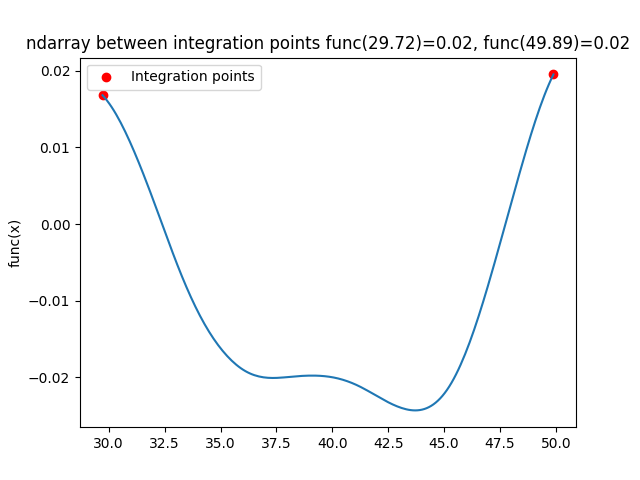 ndarray between integration points func(29.72)=0.02, func(49.89)=0.02
Integration points
func(x)
0.02
0.01
0.00
−0.01
−0.02
30.0 32.5 35.0 37.5 40.0 42.5 45.0 47.5 50.0